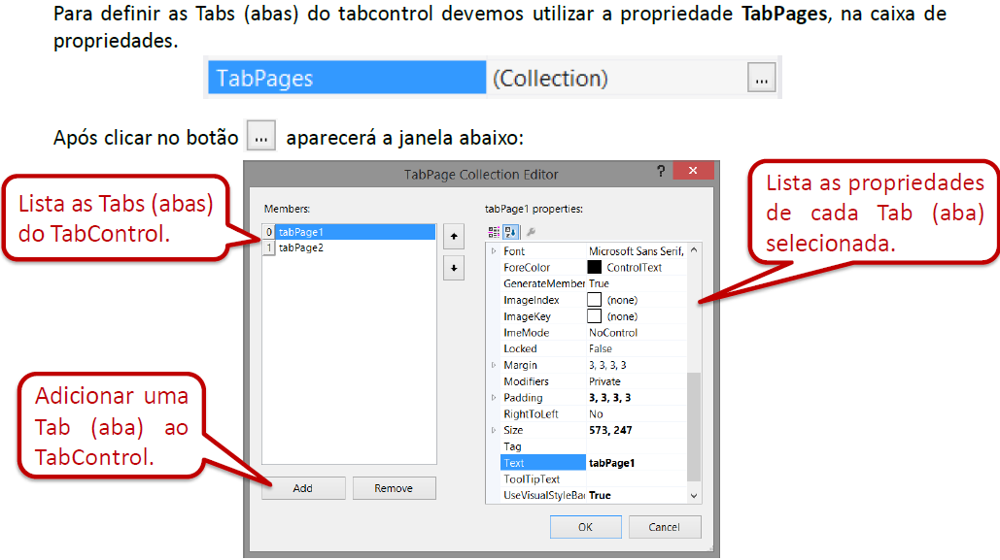 Para definir as Tabs (abas) do tabcontrol devemos utilizar a propriedade TabPages, na caixa de
propriedades.
TabPages (Collection) ...
Após clicar no botão ... aparecerá a janela abaixo:
TabPage Collection Editor ? ×
Lista as Tabs (abas)
do TabControl.
Members:
0 tabPage1
1 tabPage2
Adicionar uma
Tab (aba) ao
TabControl.
Add Remove
tabPage1 properties:
Font Microsoft Sans Serif,
ForeColor ControlText
GenerateMember True
ImageIndex (none)
ImageKey (none)
ImeMode NoControl
Locked False
Margin 3, 3, 3, 3
Modifiers Private
Padding 3, 3, 3, 3
RightToLeft No
Size 573, 247
Tag
Text tabPage1
ToolTipText
UseVisualStyleBa True
OK Cancel
Lista as propriedades
de cada Tab (aba)
selecionada.